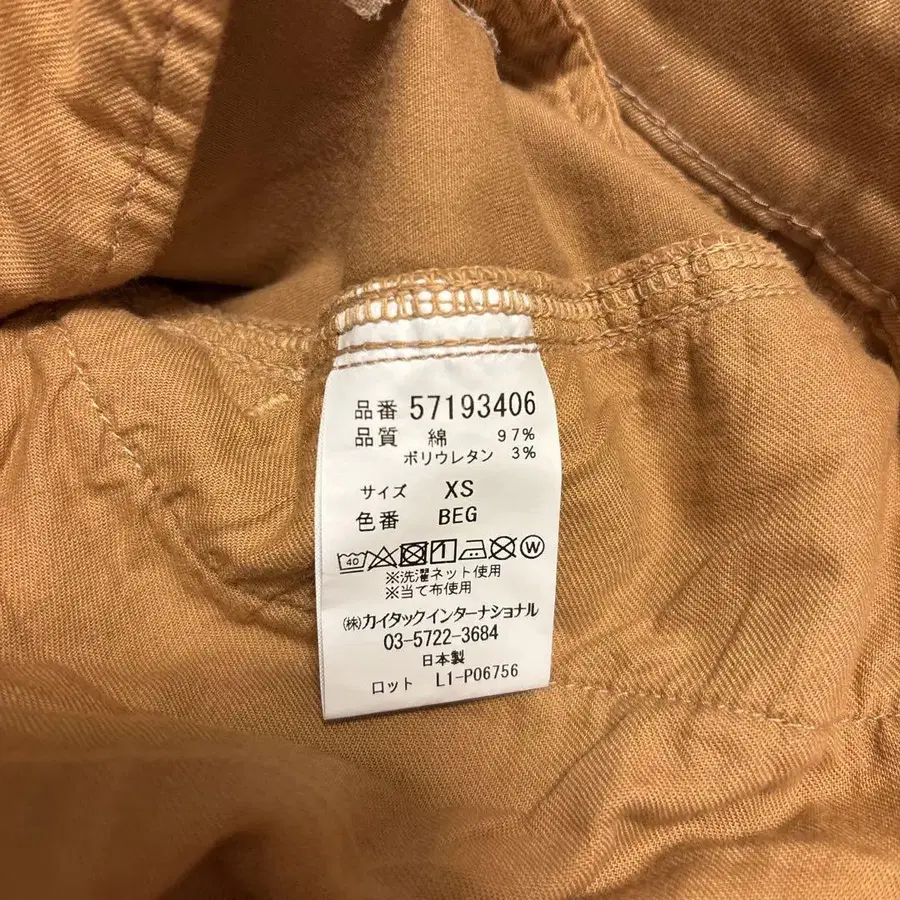 品番 57193406
品質 綿 97%
ポリウレタン 3%
サイズ XS
色番 BEG
40 1 W
※洗濯ネット使用
※当て布使用
㈱カイタックインターナショナル
03-5722-3684
日本製
ロット L1-P06756